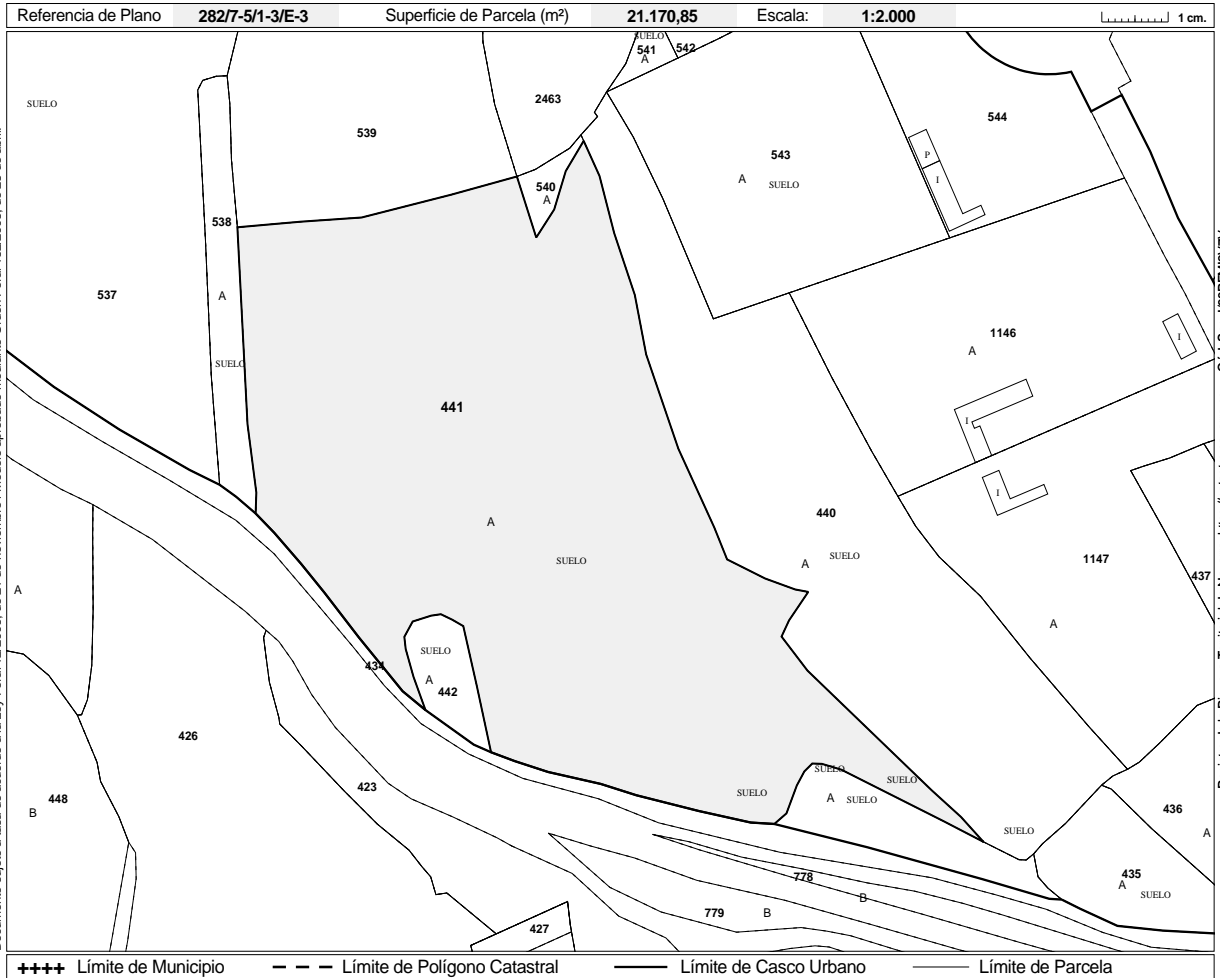 Referencia de Plano 282/7-5/1-3/E-3 Superficie de Parcela (m²) 21.170,85 Escala: 1:2.000 1 cm.
SUELO
541
542
A
SUELO
2463
539
544
543
P
A
SUELO
I
540
A
538
537
A
1146
I
A
SUELO
441
I
A
I
440
SUELO
A
SUELO
1147
437
A
A
SUELO
434
A
442
426
SUELO
SUELO
423
SUELO
A
SUELO
448
B
436
SUELO
A
435
A
SUELO
778
B
779
B
427
++++ Límite de Municipio
Límite de Polígono Catastral
Límite de Casco Urbano
Límite de Parcela